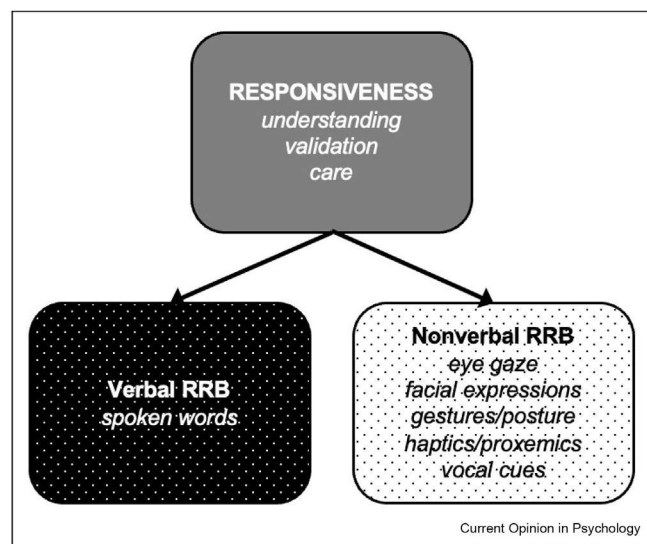 RESPONSIVENESS
understanding
validation
care
Verbal RRB
spoken words
Nonverbal RRB
eye gaze
facial expressions
gestures/posture
haptics/proxemics
vocal cues
Current Opinion in Psychology